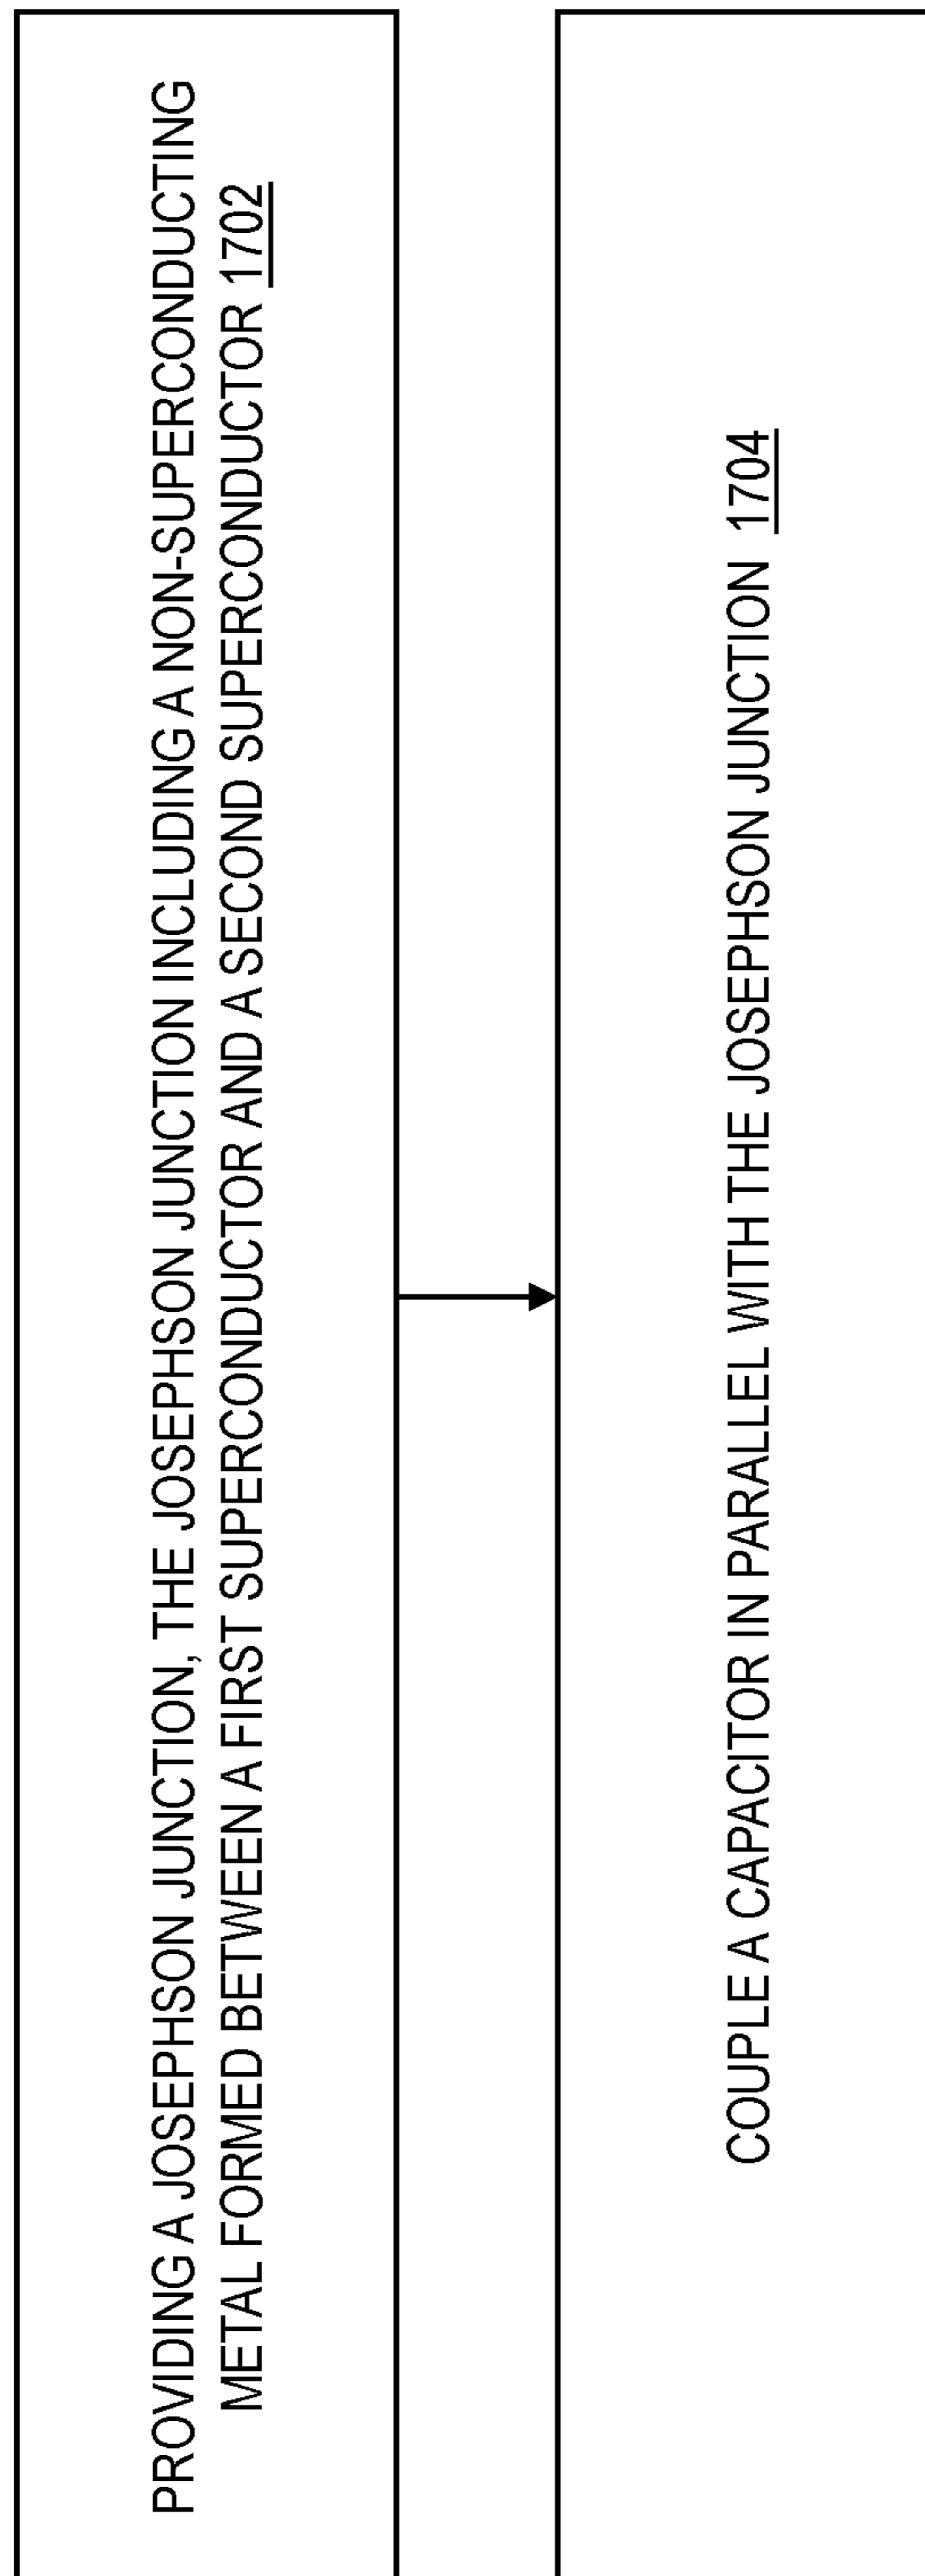 PROVIDING A JOSEPHSON JUNCTION, THE JOSEPHSON JUNCTION INCLUDING A NON-SUPERCONDUCTING
METAL FORMED BETWEEN A FIRST SUPERCONDUCTOR AND A SECOND SUPERCONDUCTOR 1702
COUPLE A CAPACITOR IN PARALLEL WITH THE JOSEPHSON JUNCTION 1704